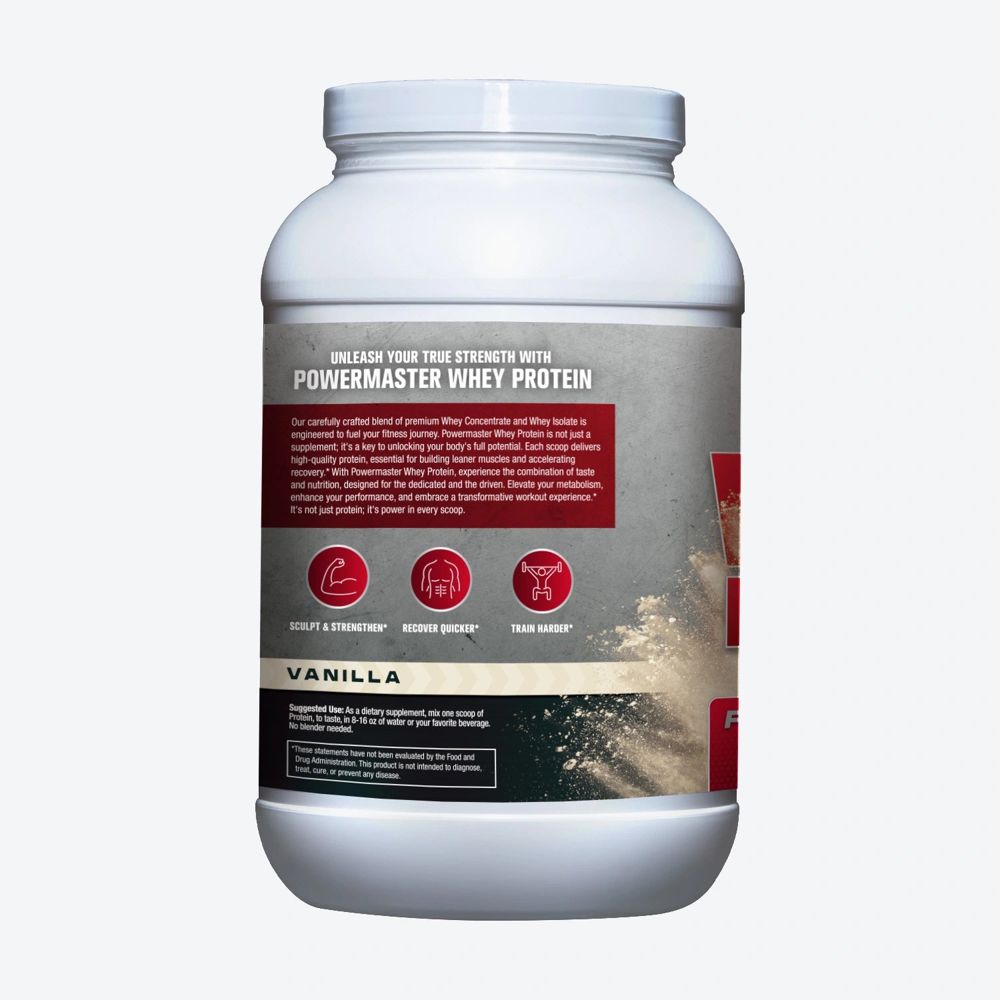 UNLEASH YOUR TRUE STRENGTH WITH
POWERMASTER WHEY PROTEIN
Our carefully crafted blend of premium Whey Concentrate and Whey Isolate is
engineered to fuel your fitness journey. Powermaster Whey Protein is not just a
supplement; it's a key to unlocking your body's full potential. Each scoop delivers
high-quality protein, essential for building leaner muscles and accelerating
recovery.* With Powermaster Whey Protein, experience the combination of taste
and nutrition, designed for the dedicated and the driven. Elevate your metabolism,
enhance your performance, and embrace a transformative workout experience.*
It's not just protein; it's power in every scoop.
SCULPT & STRENGTHEN* RECOVER QUICKER* TRAIN HARDER*
VANILLA
Suggested Use: As a dietary supplement, mix one scoop of
Protein, to taste, in 8-16 oz of water or your favorite beverage.
No blender needed.
*These statements have not been evaluated by the Food and
Drug Administration. This product is not intended to diagnose,
treat, cure, or prevent any disease.